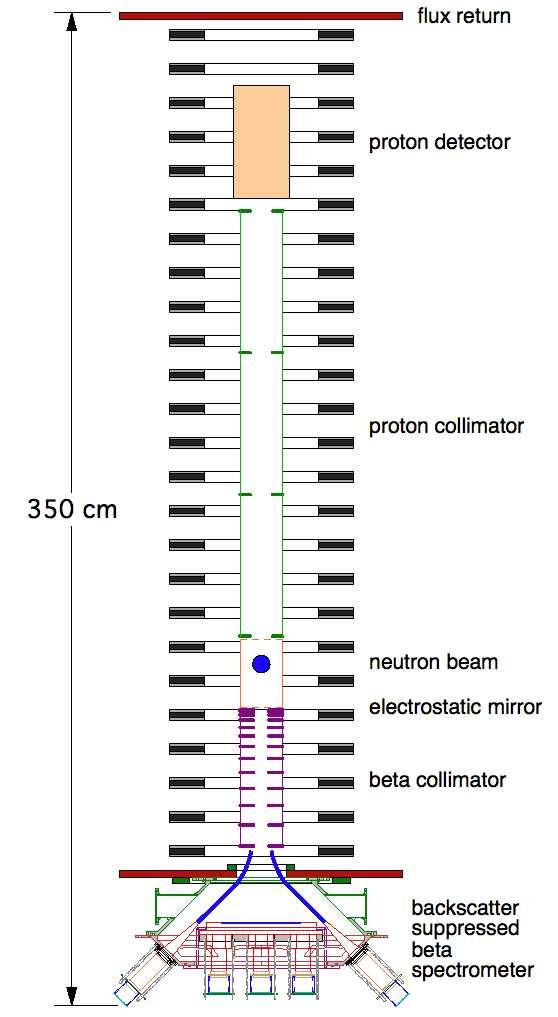 flux return
proton detector
proton collimator
350 cm
neutron beam
electrostatic mirror
beta collimator
backscatter
suppressed
beta
spectrometer